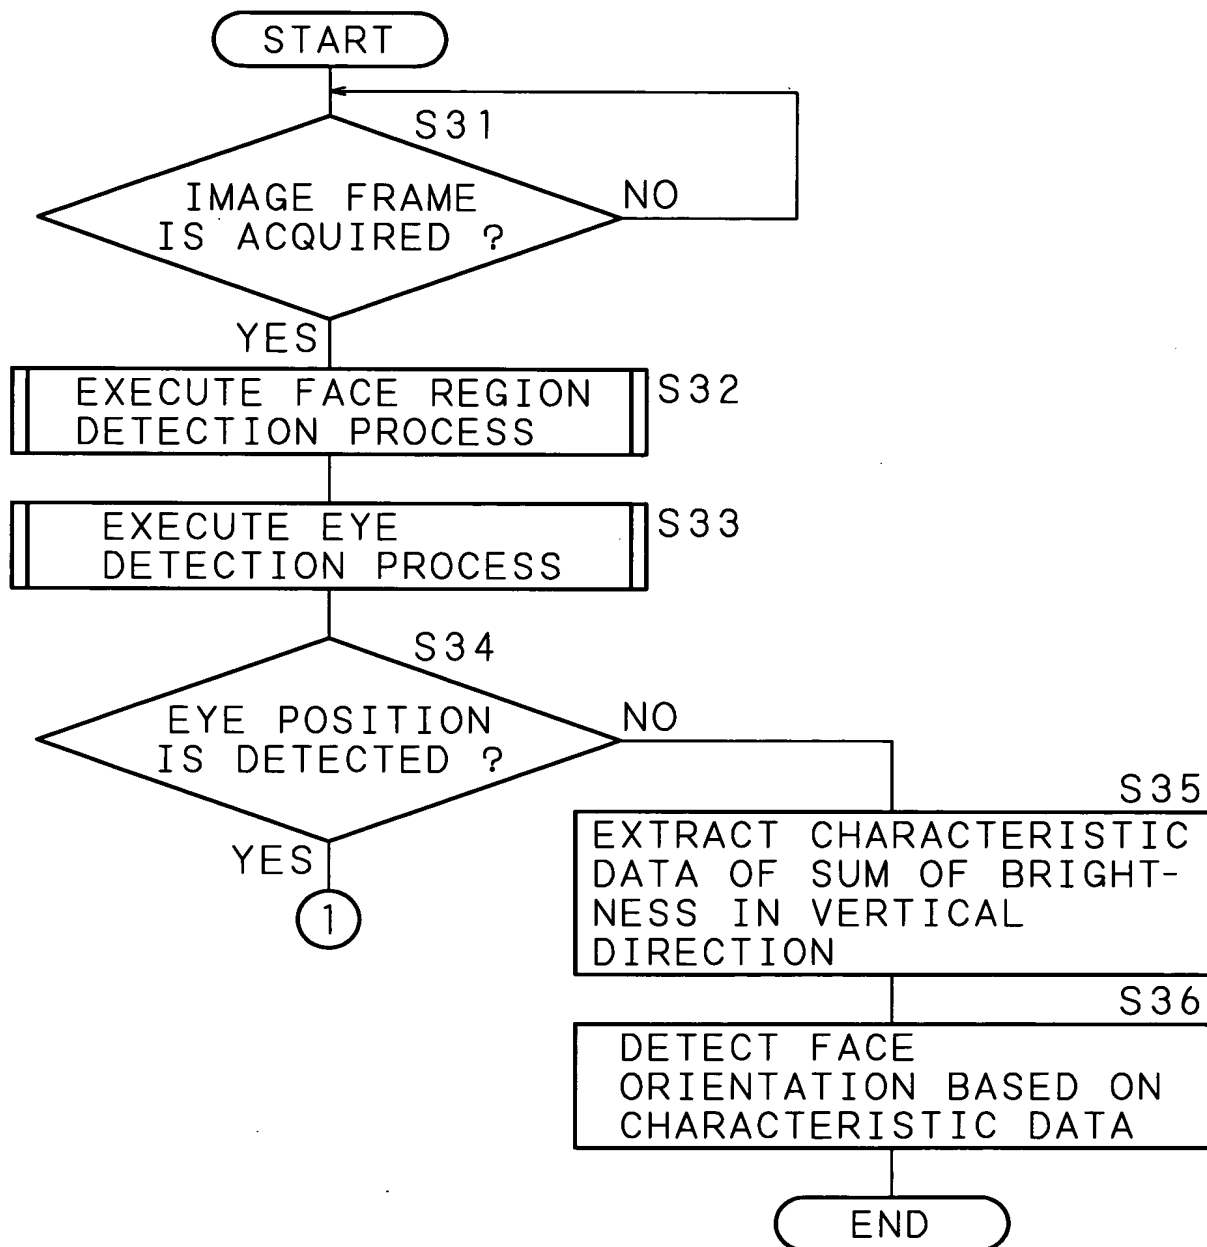 START
S31
IMAGE FRAME
IS ACQUIRED ?
NO
YES
EXECUTE FACE REGION
DETECTION PROCESS
S32
EXECUTE EYE
DETECTION PROCESS
S33
S34
EYE POSITION
IS DETECTED ?
NO
YES
1
S35
EXTRACT CHARACTERISTIC
DATA OF SUM OF BRIGHT-
NESS IN VERTICAL
DIRECTION
S36
DETECT FACE
ORIENTATION BASED ON
CHARACTERISTIC DATA
END